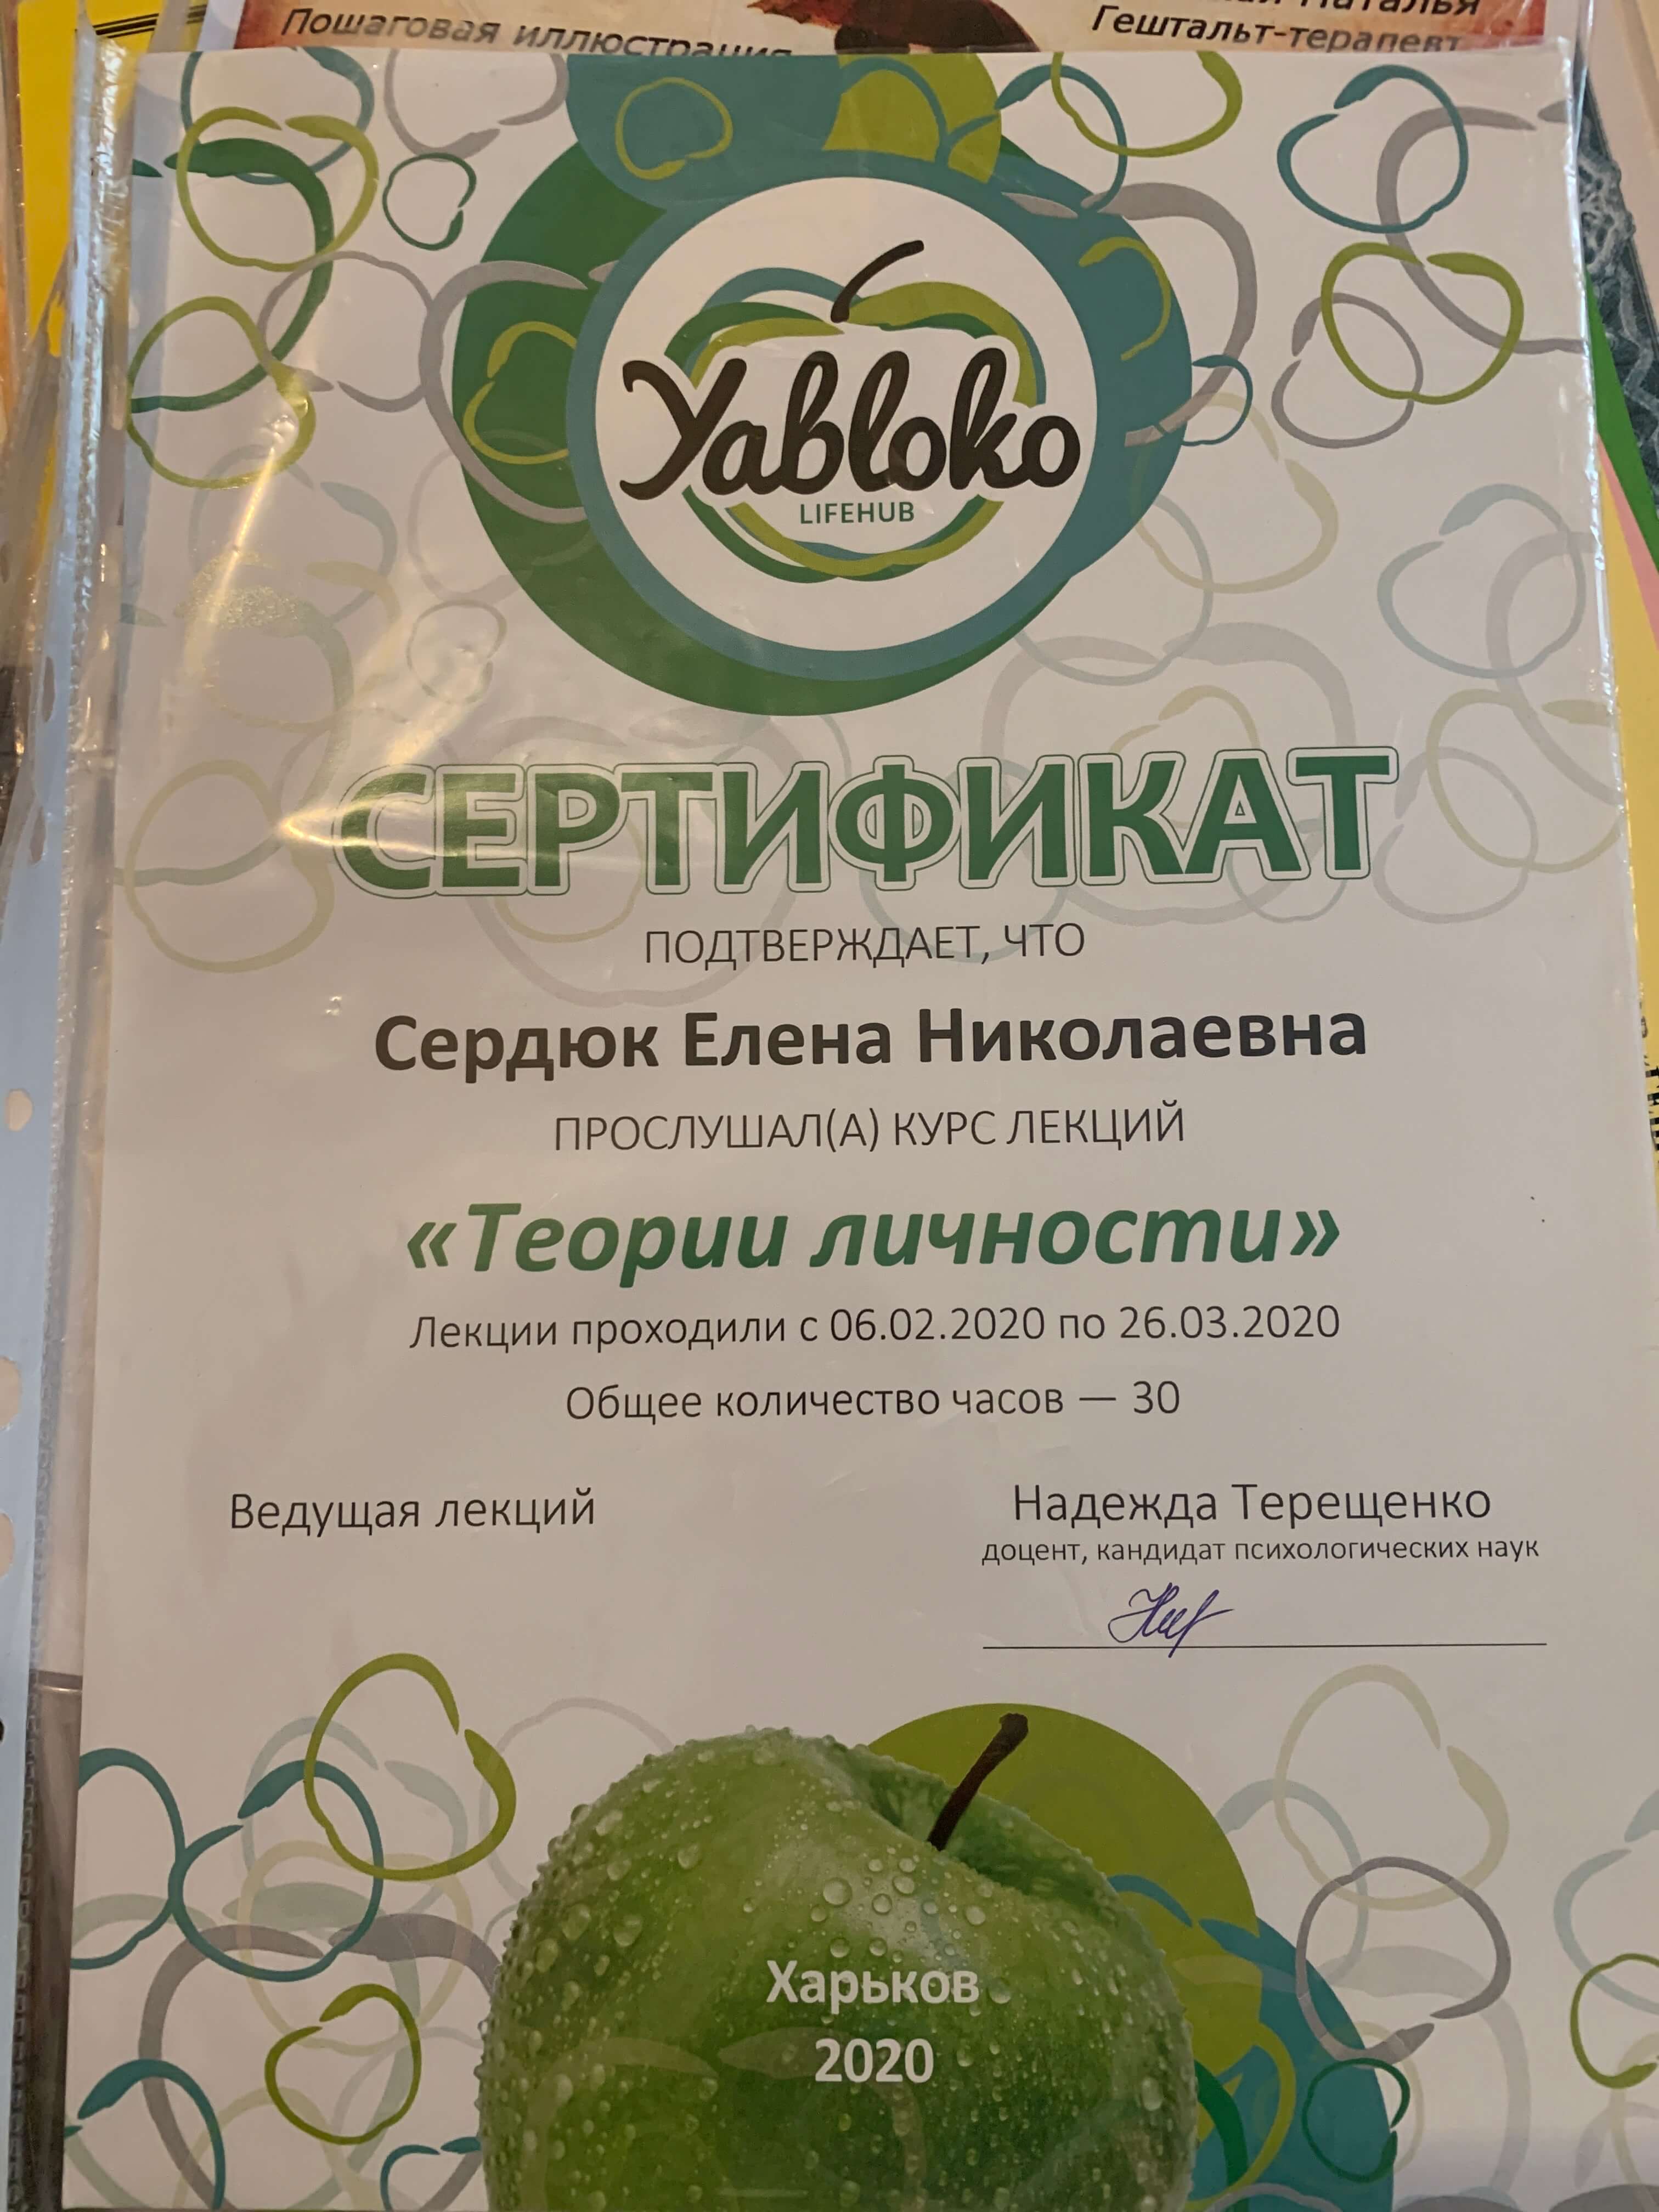 Пошаговая иллюстрация
Наталья
Гештальт-терапевт
Yabloko
LIFEHUB
СЕРТИФИКАТ
ПОДТВЕРЖДАЕТ, ЧТО
Сердюк Елена Николаевна
ПРОСЛУШАЛ(А) КУРС ЛЕКЦИЙ
«Теории личности»
Лекции проходили с 06.02.2020 по 26.03.2020
Общее количество часов — 30
Ведущая лекций
Надежда Терещенко
доцент, кандидат психологических наук
Харьков
2020